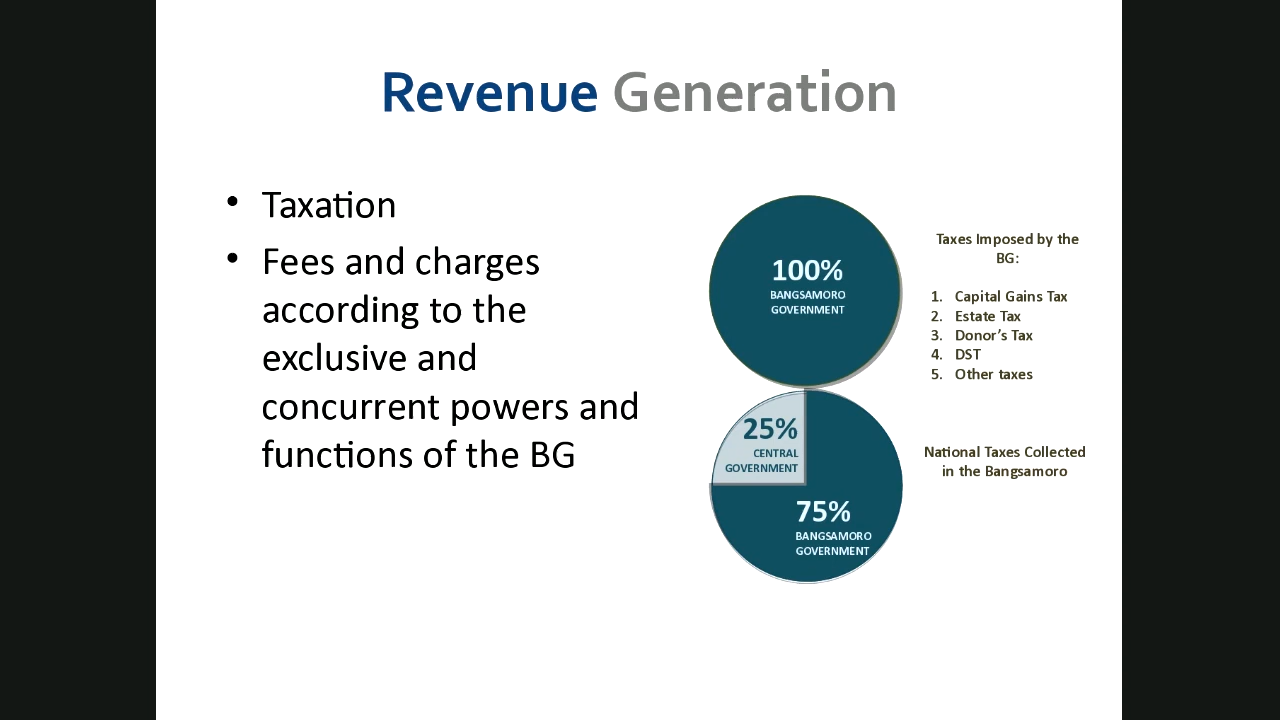 Revenue Generation
• Taxation
• Fees and charges
according to the
exclusive and
concurrent powers and
functions of the BG
100%
BANGSAMORO
GOVERNMENT
Taxes Imposed by the
BG:
1. Capital Gains Tax
2. Estate Tax
3. Donor’s Tax
4. DST
5. Other taxes
25%
CENTRAL
GOVERNMENT
75%
BANGSAMORO
GOVERNMENT
National Taxes Collected
in the Bangsamoro